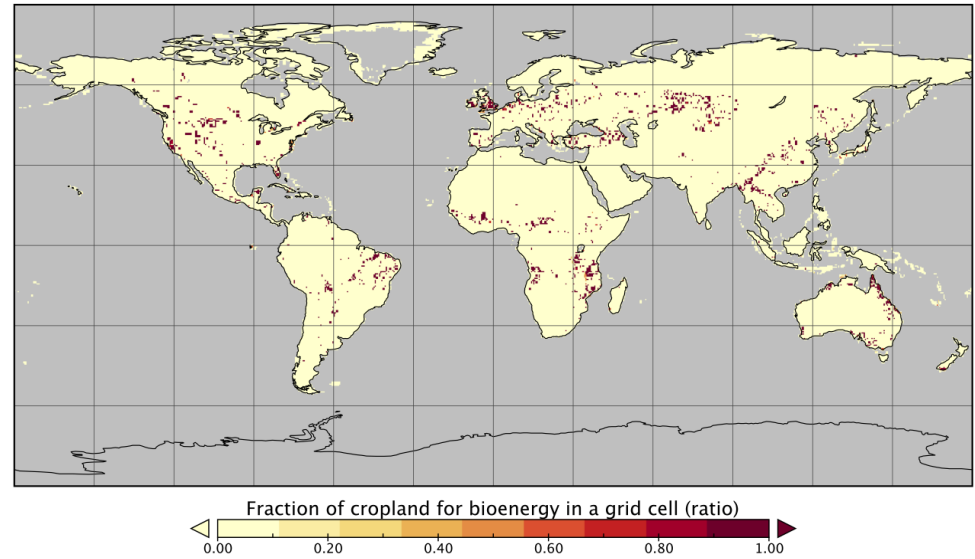 Fraction of cropland for bioenergy in a grid cell (ratio)
0.00 0.20 0.40 0.60 0.80 1.00